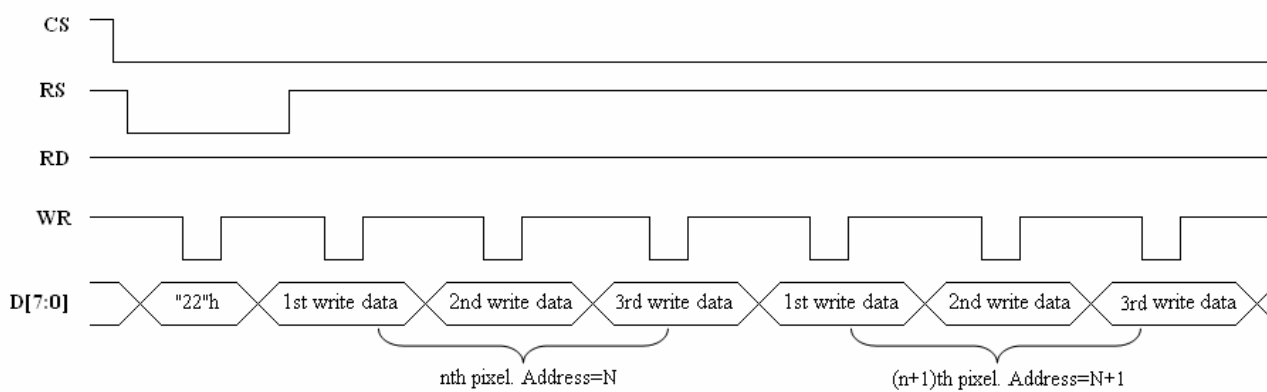 CS
RS
RD
WR
D[7:0] "22"h 1st write data 2nd write data 3rd write data 1st write data 2nd write data 3rd write data
nth pixel. Address=N (n+1)th pixel. Address=N+1